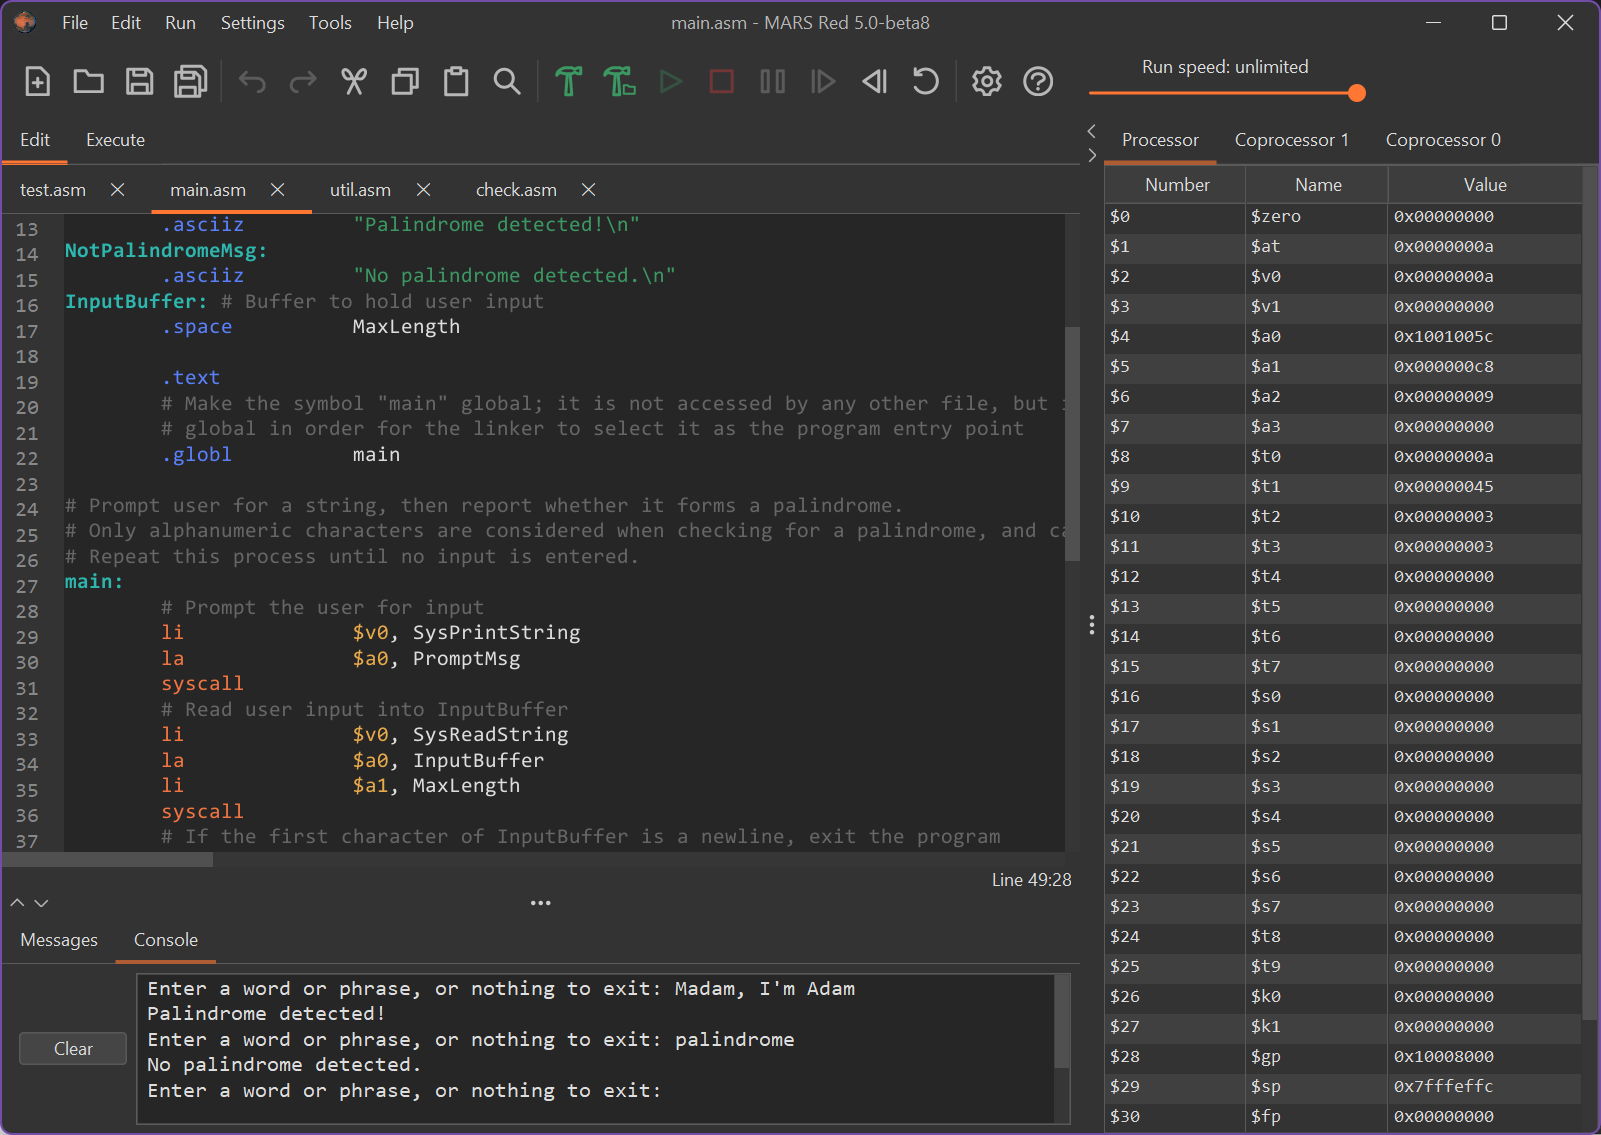 File Edit Run Settings Tools Help
main.asm - MARS Red 5.0-beta8
Run speed: unlimited
Edit Execute
test.asm main.asm util.asm check.asm
13 .asciiz "Palindrome detected!\n"
14 NotPalindromeMsg:
15 .asciiz "No palindrome detected.\n"
16 InputBuffer: # Buffer to hold user input
17 .space MaxLength
18
19 .text
20 # Make the symbol "main" global; it is not accessed by any other file, but
21 # global in order for the linker to select it as the program entry point
22 .globl main
23
24 # Prompt user for a string, then report whether it forms a palindrome.
25 # Only alphanumeric characters are considered when checking for a palindrome, and
26 # Repeat this process until no input is entered.
27 main:
28 # Prompt the user for input
29 li $v0, SysPrintString
30 la $a0, PromptMsg
31 syscall
32 # Read user input into InputBuffer
33 li $v0, SysReadString
34 la $a0, InputBuffer
35 li $a1, MaxLength
36 syscall
37 # If the first character of InputBuffer is a newline, exit the program
Line 49:28
Messages Console
Clear
Enter a word or phrase, or nothing to exit: Madam, I'm Adam
Palindrome detected!
Enter a word or phrase, or nothing to exit: palindrome
No palindrome detected.
Enter a word or phrase, or nothing to exit:
Processor Coprocessor 1 Coprocessor 0
Number Name Value
$0 $zero 0x00000000
$1 $at 0x0000000a
$2 $v0 0x0000000a
$3 $v1 0x00000000
$4 $a0 0x1001005c
$5 $a1 0x000000c8
$6 $a2 0x00000009
$7 $a3 0x00000000
$8 $t0 0x0000000a
$9 $t1 0x00000045
$10 $t2 0x00000003
$11 $t3 0x00000003
$12 $t4 0x00000000
$13 $t5 0x00000000
$14 $t6 0x00000000
$15 $t7 0x00000000
$16 $s0 0x00000000
$17 $s1 0x00000000
$18 $s2 0x00000000
$19 $s3 0x00000000
$20 $s4 0x00000000
$21 $s5 0x00000000
$22 $s6 0x00000000
$23 $s7 0x00000000
$24 $t8 0x00000000
$25 $t9 0x00000000
$26 $k0 0x00000000
$27 $k1 0x00000000
$28 $gp 0x10008000
$29 $sp 0x7fffeffc
$30 $fp 0x00000000